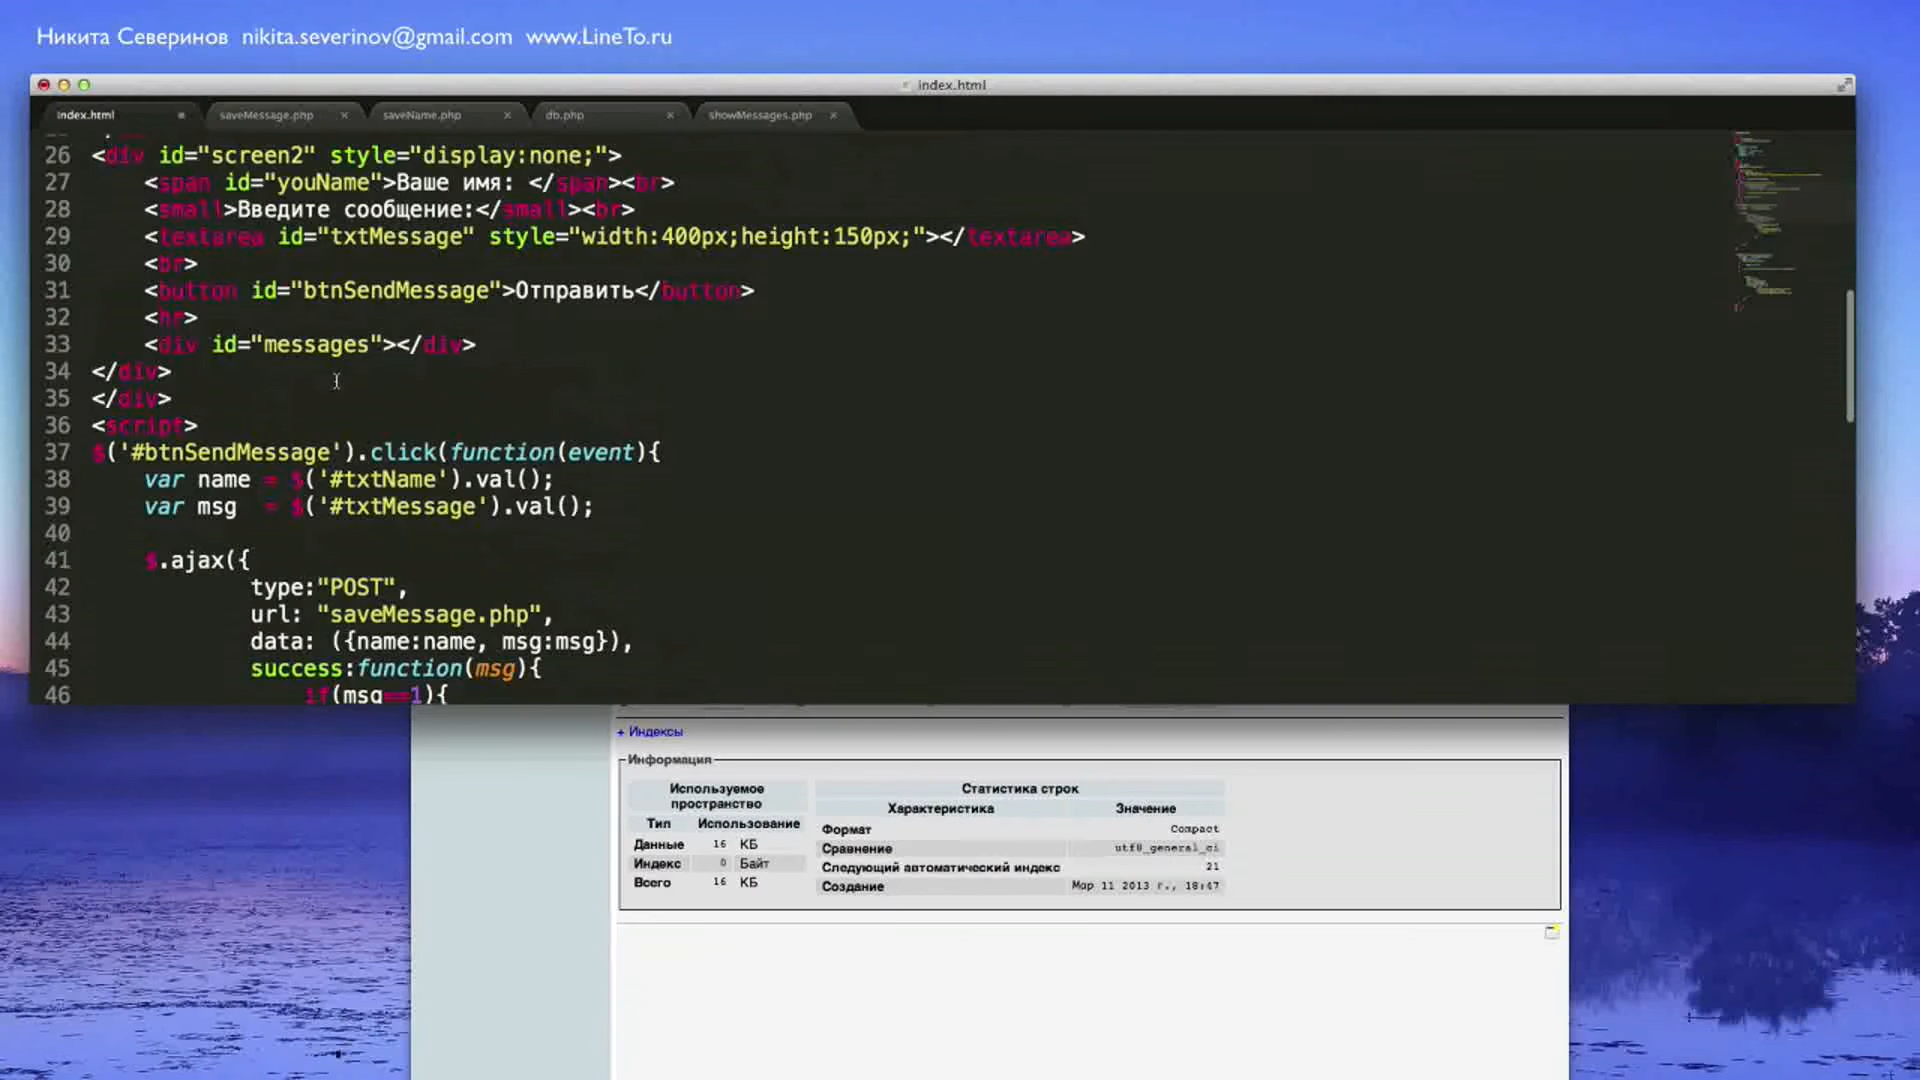 Никита Северинов nikita.severinov@gmail.com www.LineTo.ru
index.html
index.html saveMessage.php saveName.php db.php showMessages.php
26 <div id="screen2" style="display:none;">
27 <span id="youName">Ваше имя: </span><br>
28 <small>Введите сообщение:</small><br>
29 <textarea id="txtMessage" style="width:400px;height:150px;"></textarea>
30 <br>
31 <button id="btnSendMessage">Отправить</button>
32 <hr>
33 <div id="messages"></div>
34 </div>
35 </div>
36 <script>
37 $('#btnSendMessage').click(function(event){
38 var name = $('#txtName').val();
39 var msg = $('#txtMessage').val();
40
41 $.ajax({
42 type:"POST",
43 url: "saveMessage.php",
44 data: ({name:name, msg:msg}),
45 success:function(msg){
46 if(msg==1){
+ Индексы
Информация
Используемое пространство
Тип Использование
Данные 16 КБ
Индекс 0 Байт
Всего 16 КБ
Статистика строк
Характеристика Значение
Формат Compact
Сравнение utf8_general_ci
Следующий автоматический индекс 21
Создание Мар 11 2013 г., 18:47